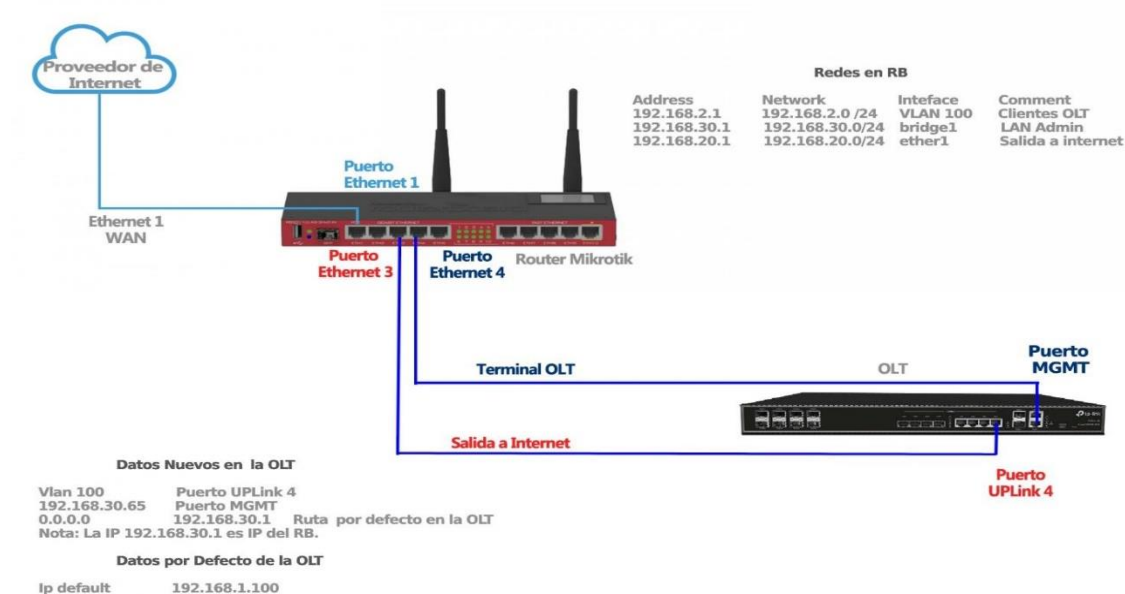 Proveedor de
Internet
Redes en RB
Address Network Inteface Comment
192.168.2.1 192.168.2.0 /24 VLAN 100 Clientes OLT
192.168.30.1 192.168.30.0/24 bridge1 LAN Admin
192.168.20.1 192.168.20.0/24 ether1 Salida a internet
Puerto
Ethernet 1
Ethernet 1
WAN
Puerto
Ethernet 3
Puerto
Ethernet 4
Router Mikrotik
Terminal OLT
OLT
Puerto
MGMT
Salida a Internet
Puerto
UPLink 4
Datos Nuevos en la OLT
Vlan 100 Puerto UPLink 4
192.168.30.65 Puerto MGMT
0.0.0.0 192.168.30.1 Ruta por defecto en la OLT
Nota: La IP 192.168.30.1 es IP del RB.
Datos por Defecto de la OLT
Ip default 192.168.1.100